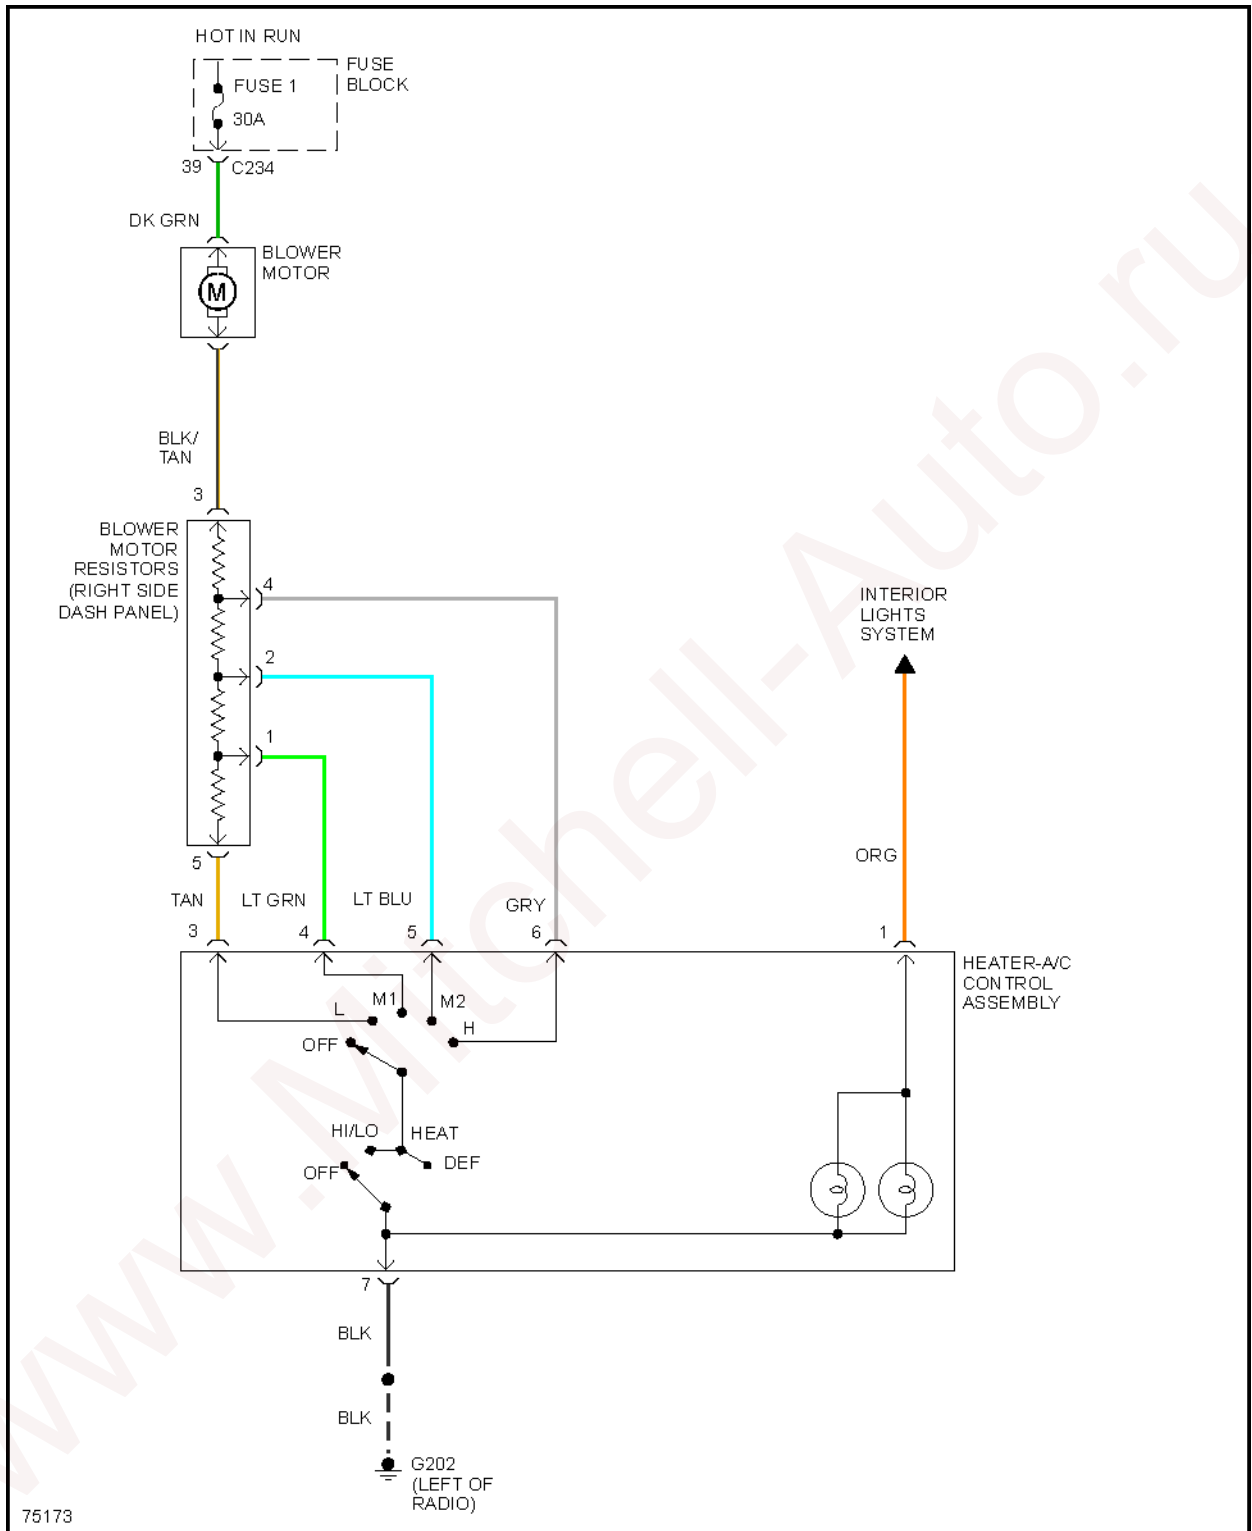 HOT IN RUN
FUSE
BLOCK
FUSE 1
30A
39
C234
DK GRN
BLOWER
MOTOR
M
BLK/
TAN
3
BLOWER
MOTOR
RESISTORS
(RIGHT SIDE
DASH PANEL)
4
2
1
5
INTERIOR
LIGHTS
SYSTEM
ORG
TAN
LT GRN
LT BLU
GRY
3
4
5
6
1
HEATER-A/C
CONTROL
ASSEMBLY
L
M1
M2
H
OFF
HI/LO
HEAT
OFF
DEF
7
BLK
BLK
G202
(LEFT OF
RADIO)
75173
www.Mitchell-Auto.ru